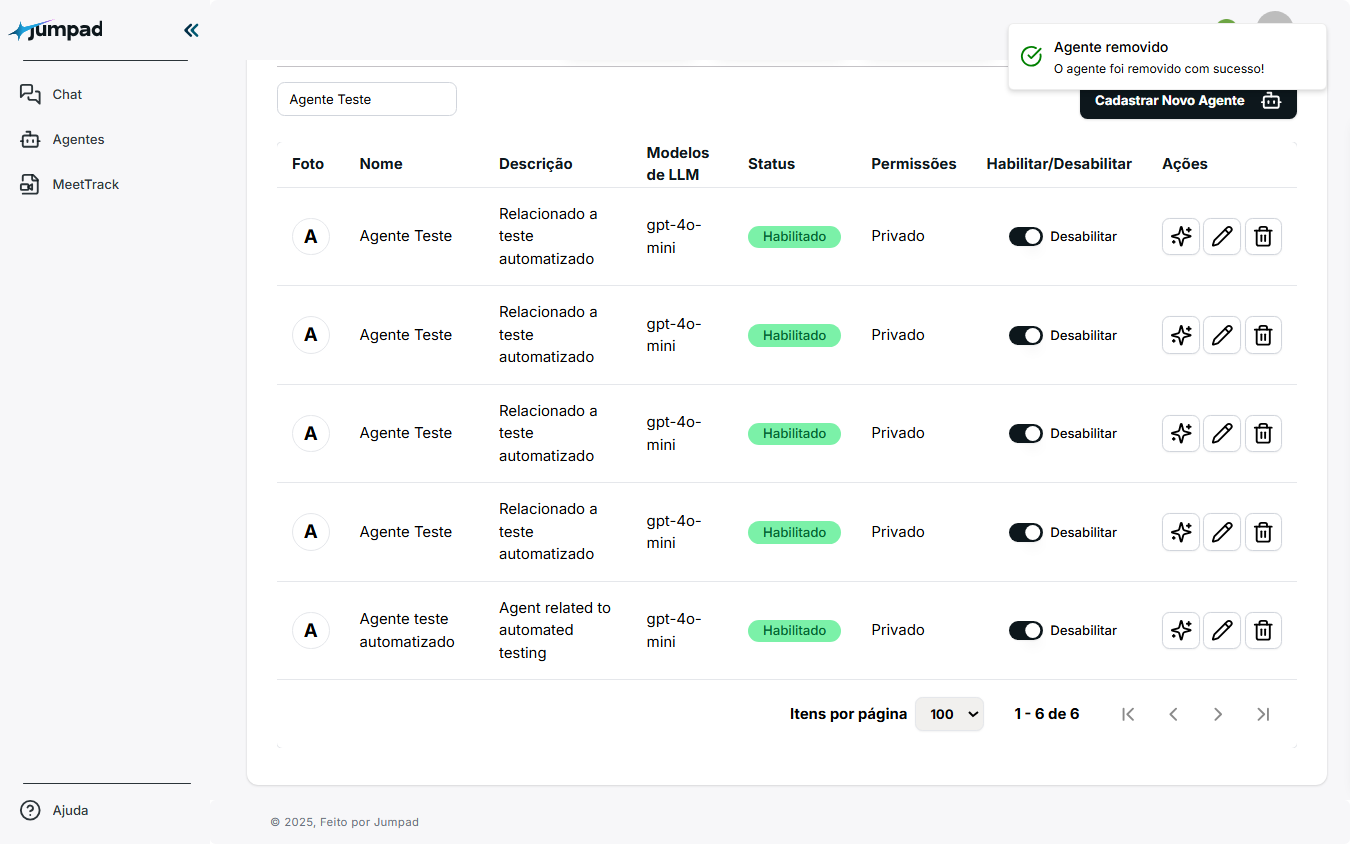 jumpad
Agente removido
O agente foi removido com sucesso!
Chat
Agentes
MeetTrack
Agente Teste
Cadastrar Novo Agente
Foto
Nome
Descrição
Modelos
de LLM
Status
Permissões
Habilitar/Desabilitar
Ações
A
Agente Teste
Relacionado a
teste
automatizado
gpt-4o-
mini
Habilitado
Privado
Desabilitar
A
Agente Teste
Relacionado a
teste
automatizado
gpt-4o-
mini
Habilitado
Privado
Desabilitar
A
Agente Teste
Relacionado a
teste
automatizado
gpt-4o-
mini
Habilitado
Privado
Desabilitar
A
Agente Teste
Relacionado a
teste
automatizado
gpt-4o-
mini
Habilitado
Privado
Desabilitar
A
Agente teste
automatizado
Agent related to
automated
testing
gpt-4o-
mini
Habilitado
Privado
Desabilitar
Itens por página
100
1 - 6 de 6
Ajuda
© 2025, Feito por Jumpad